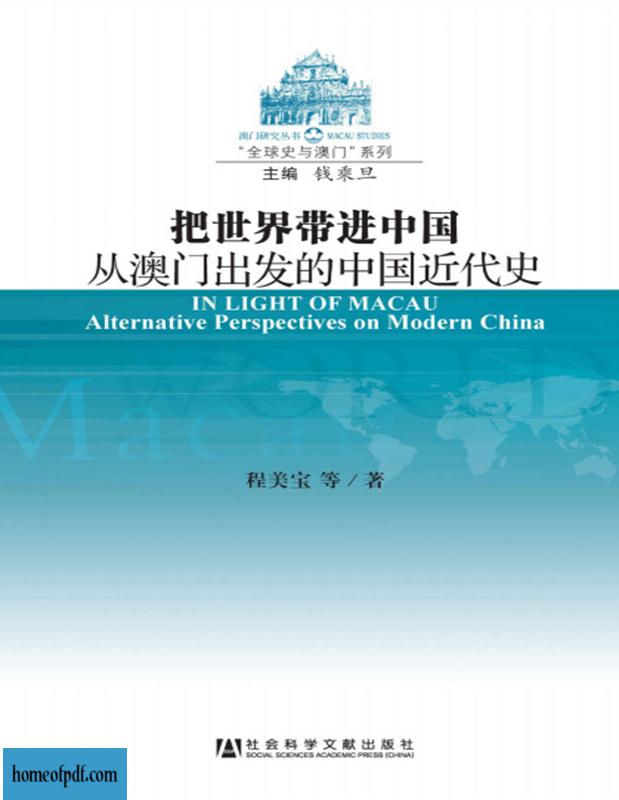 澳门研究丛书 MACAU STUDIES
“全球史与澳门”系列
主编 钱乘旦
把世界带进中国
从澳门出发的中国近代史
IN LIGHT OF MACAU
Alternative Perspectives on Modern China
WORLD
Macau
程美宝 等/著
社会科学文献出版社
SOCIAL SCIENCES ACADEMIC PRESS (CHINA)
homeofpdf.com